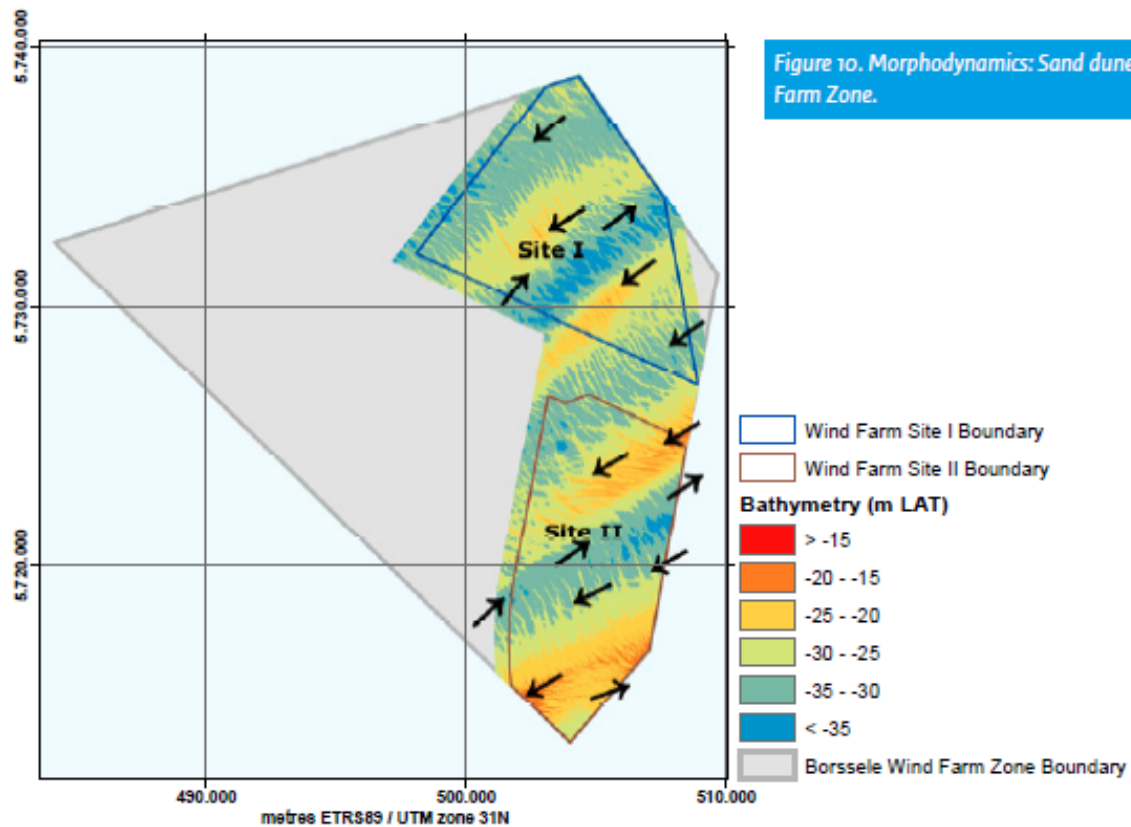 Figure 10. Morphodynamics: Sand dune
Farm Zone.
5.740.000
5.730.000
5.720.000
Site I
Site II
Wind Farm Site I Boundary
Wind Farm Site II Boundary
Bathymetry (m LAT)
> -15
-20 - -15
-25 - -20
-30 - -25
-35 - -30
< -35
Borssele Wind Farm Zone Boundary
490.000
500.000
510.000
metres ETRS89 / UTM zone 31N